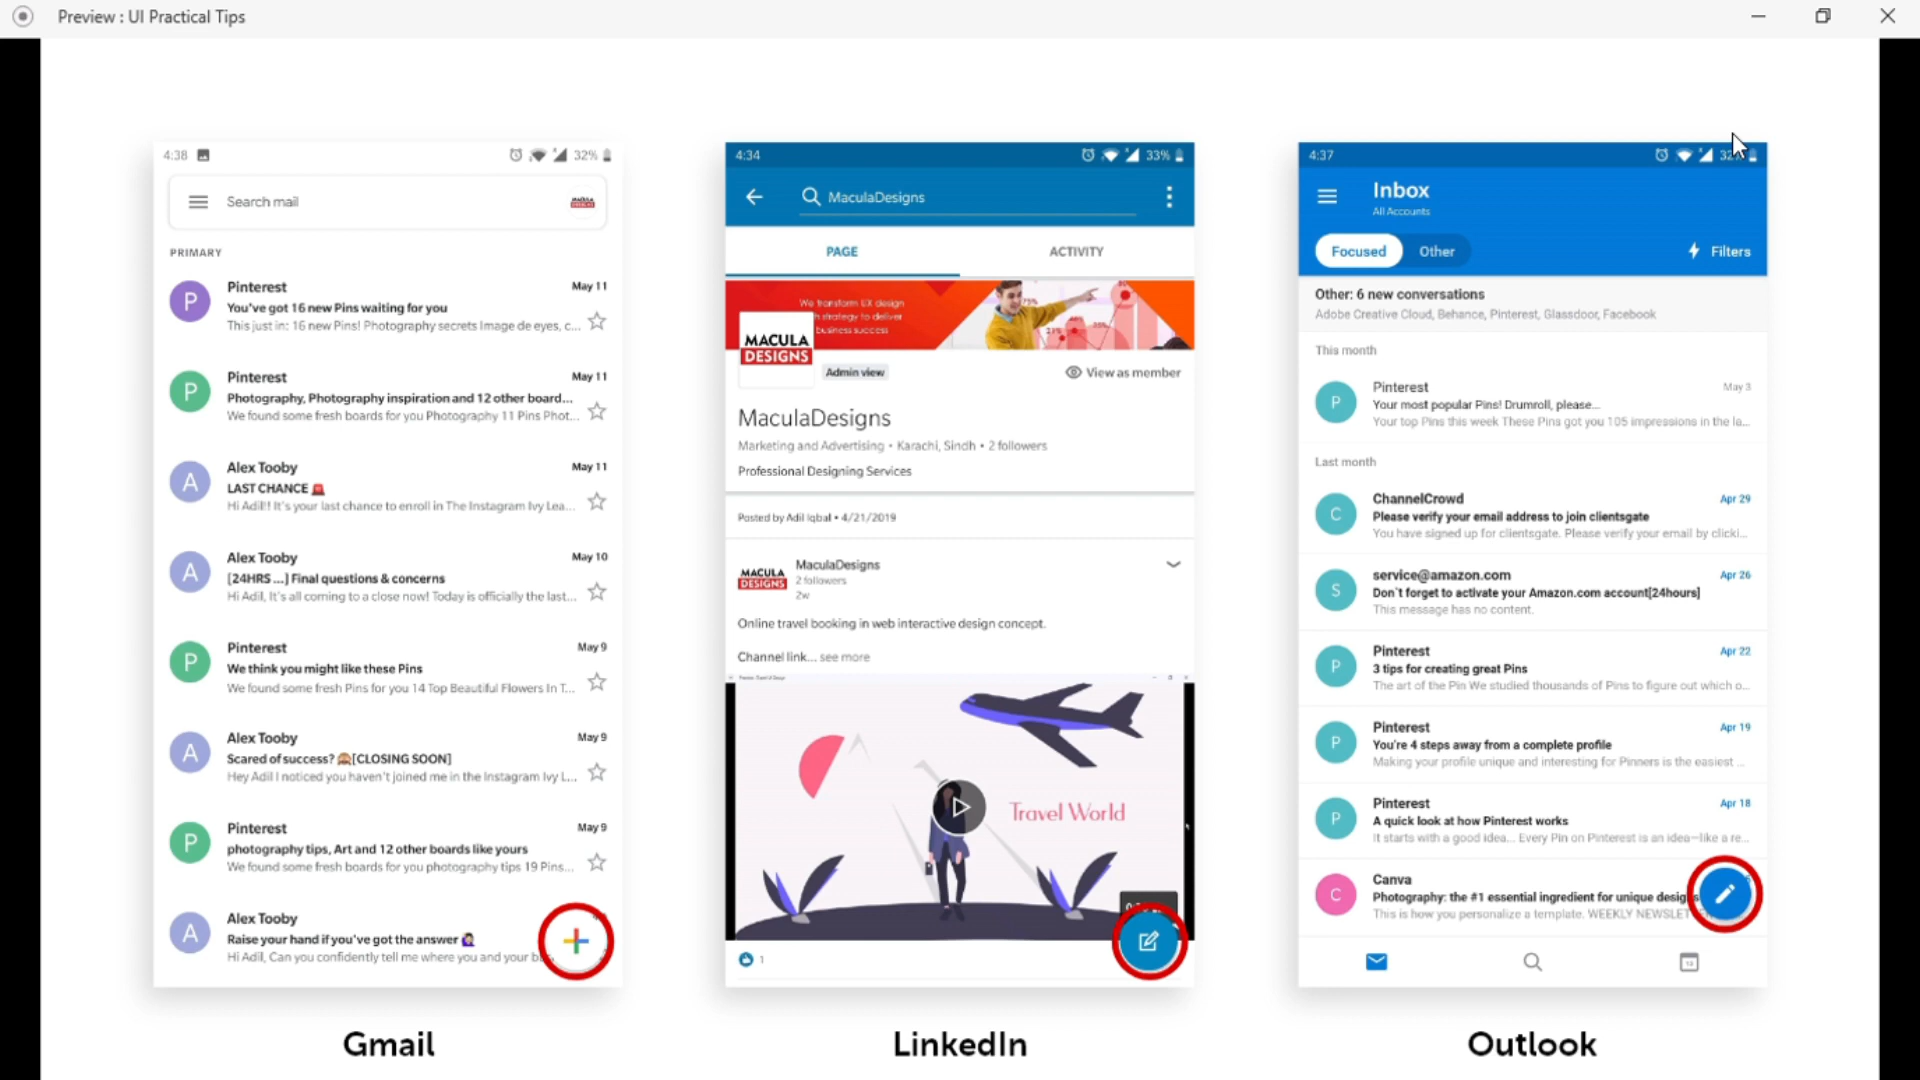 Preview : UI Practical Tips
4:38
32%
Search mail
MACULA
DESIGNS
PRIMARY
P
Pinterest
May 11
You've got 16 new Pins waiting for you
This just in: 16 new Pins! Photography secrets Image de eyes, c...
P
Pinterest
May 11
Photography, Photography inspiration and 12 other board...
We found some fresh boards for you Photography 11 Pins Phot...
A
Alex Tooby
May 11
LAST CHANCE 🚨
Hi Adil!! It's your last chance to enroll in The Instagram Ivy Lea...
A
Alex Tooby
May 10
[24HRS ...] Final questions & concerns
Hi Adil, It's all coming to a close now! Today is officially the last...
P
Pinterest
May 9
We think you might like these Pins
We found some fresh Pins for you 14 Top Beautiful Flowers In T...
A
Alex Tooby
May 9
Scared of success? 🙈[CLOSING SOON]
Hey Adil I noticed you haven't joined me in the Instagram Ivy L...
P
Pinterest
May 9
photography tips, Art and 12 other boards like yours
We found some fresh boards for you photography tips 19 Pins...
A
Alex Tooby
Raise your hand if you've got the answer 🙋🏻‍♀️
Hi Adil, Can you confidently tell me where you and your
Gmail
4:34
33%
MaculaDesigns
PAGE
ACTIVITY
We transform UX design
strategy to deliver
business success
MACULA
DESIGNS
Admin view
View as member
MaculaDesigns
Marketing and Advertising • Karachi, Sindh • 2 followers
Professional Designing Services
Posted by Adil Iqbal • 4/21/2019
MACULA
DESIGNS
MaculaDesigns
2 followers
2w
Online travel booking in web interactive design concept.
Channel link... see more
Travel World
1
LinkedIn
4:37
Inbox
All Accounts
Focused
Other
Filters
Other: 6 new conversations
Adobe Creative Cloud, Behance, Pinterest, Glassdoor, Facebook
This month
P
Pinterest
May 3
Your most popular Pins! Drumroll, please...
Your top Pins this week These Pins got you 105 impressions in the la...
Last month
C
ChannelCrowd
Apr 29
Please verify your email address to join clientsgate
You have signed up for clientsgate. Please verify your email by clicki...
S
service@amazon.com
Apr 26
Don`t forget to activate your Amazon.com account[24hours]
This message has no content.
P
Pinterest
Apr 22
3 tips for creating great Pins
The art of the Pin We studied thousands of Pins to figure out which o...
P
Pinterest
Apr 19
You're 4 steps away from a complete profile
Making your profile unique and interesting for Pinners is the easiest ...
P
Pinterest
Apr 18
A quick look at how Pinterest works
It starts with a good idea... Every Pin on Pinterest is an idea—like a re...
C
Canva
Photography: the #1 essential ingredient for unique designs
This is how you personalize a template. WEEKLY
Outlook